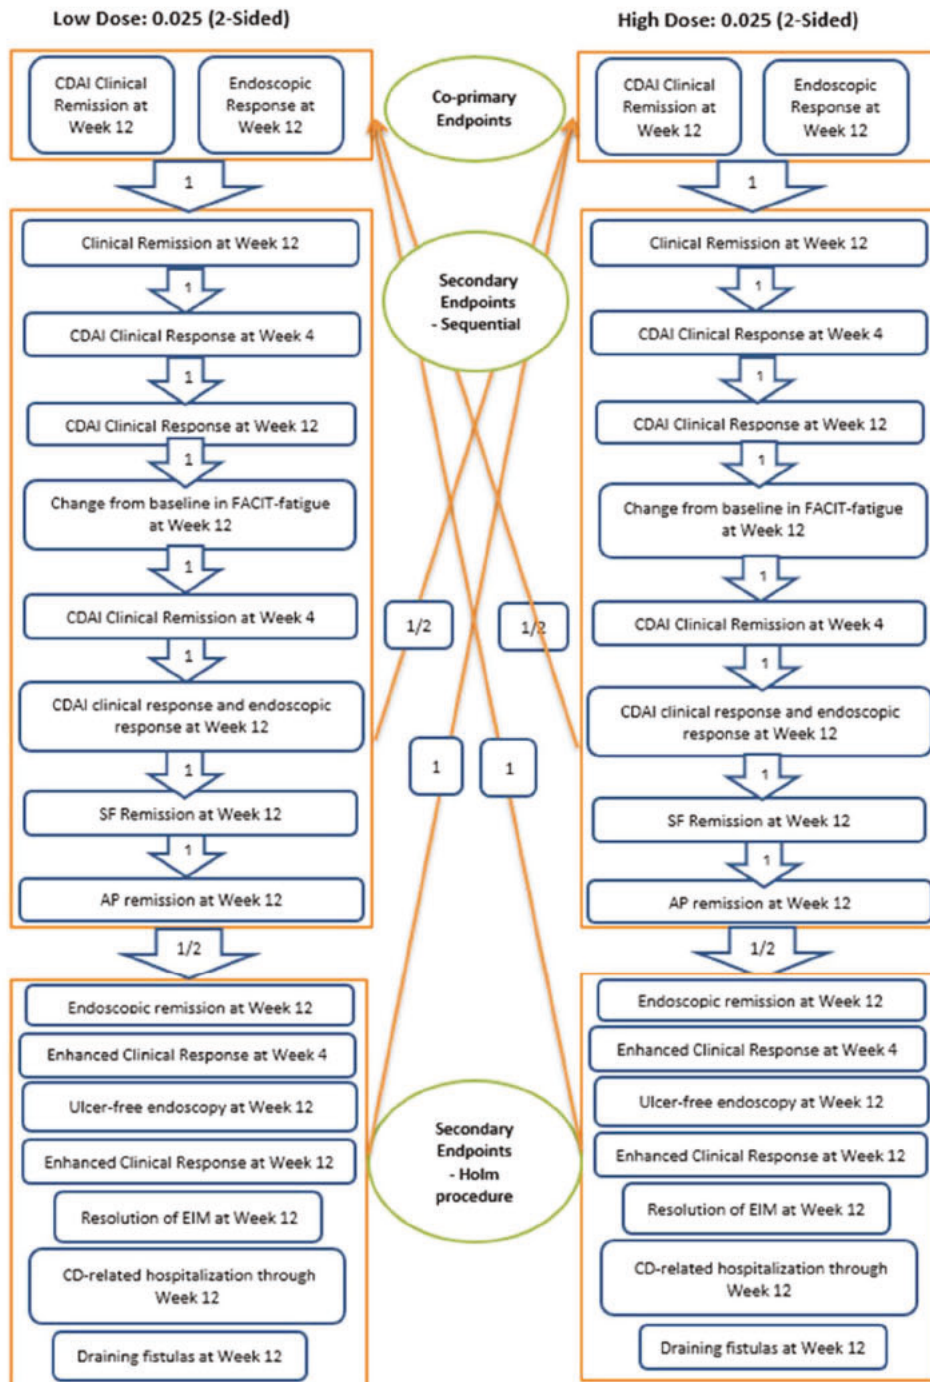 Low Dose: 0.025 (2-Sided)
CDAI Clinical
Remission at
Week 12
Endoscopic
Response at
Week 12
1
Clinical Remission at Week 12
1
CDAI Clinical Response at Week 4
1
CDAI Clinical Response at Week 12
1
Change from baseline in FACIT-fatigue
at Week 12
1
CDAI Clinical Remission at Week 4
1
CDAI clinical response and endoscopic
response at Week 12
1
SF Remission at Week 12
1
AP remission at Week 12
1/2
Endoscopic remission at Week 12
Enhanced Clinical Response at Week 4
Ulcer-free endoscopy at Week 12
Enhanced Clinical Response at Week 12
Resolution of EIM at Week 12
CD-related hospitalization through
Week 12
Draining fistulas at Week 12
Co-primary
Endpoints
Secondary
Endpoints
- Sequential
1/2
1/2
1
1
Secondary
Endpoints
- Holm
procedure
High Dose: 0.025 (2-Sided)
CDAI Clinical
Remission at
Week 12
Endoscopic
Response at
Week 12
1
Clinical Remission at Week 12
1
CDAI Clinical Response at Week 4
1
CDAI Clinical Response at Week 12
1
Change from baseline in FACIT-fatigue
at Week 12
1
CDAI Clinical Remission at Week 4
1
CDAI clinical response and endoscopic
response at Week 12
1
SF Remission at Week 12
1
AP remission at Week 12
1/2
Endoscopic remission at Week 12
Enhanced Clinical Response at Week 4
Ulcer-free endoscopy at Week 12
Enhanced Clinical Response at Week 12
Resolution of EIM at Week 12
CD-related hospitalization through
Week 12
Draining fistulas at Week 12